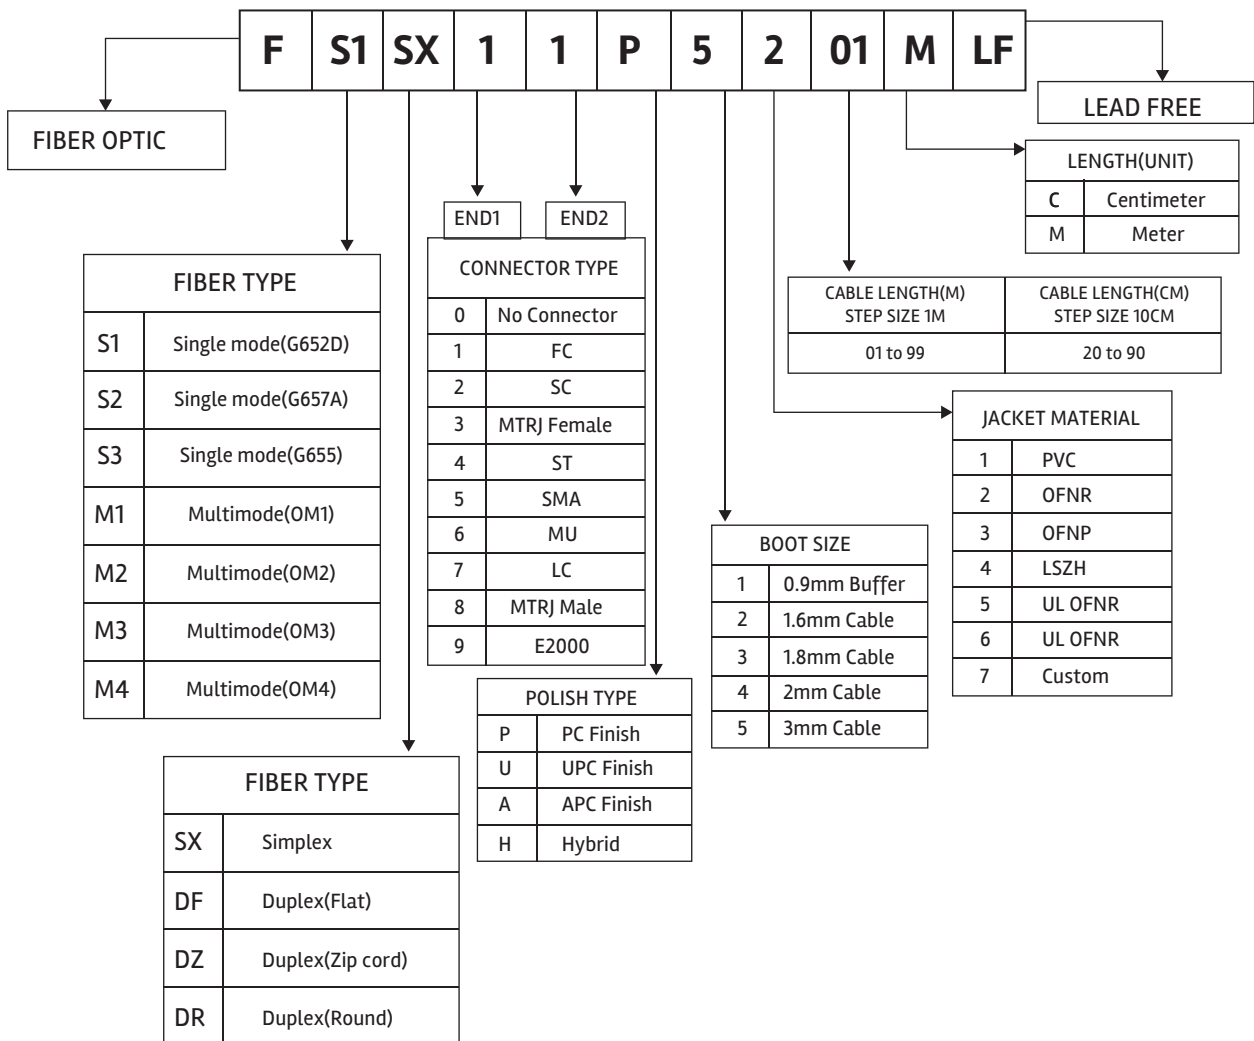 F S1 SX 1 1 P 5 2 01 M LF
FIBER OPTIC
LEAD FREE
LENGTH(UNIT)
C Centimeter
M Meter
END1 END2
CONNECTOR TYPE
0 No Connector
1 FC
2 SC
3 MTRJ Female
4 ST
5 SMA
6 MU
7 LC
8 MTRJ Male
9 E2000
FIBER TYPE
S1 Single mode(G652D)
S2 Single mode(G657A)
S3 Single mode(G655)
M1 Multimode(OM1)
M2 Multimode(OM2)
M3 Multimode(OM3)
M4 Multimode(OM4)
CABLE LENGTH(M) CABLE LENGTH(CM)
STEP SIZE 1M STEP SIZE 10CM
01 to 99 20 to 90
JACKET MATERIAL
1 PVC
2 OFNR
3 OFNP
4 LSZH
5 UL OFNR
6 UL OFNR
7 Custom
BOOT SIZE
1 0.9mm Buffer
2 1.6mm Cable
3 1.8mm Cable
4 2mm Cable
5 3mm Cable
POLISH TYPE
P PC Finish
U UPC Finish
A APC Finish
H Hybrid
FIBER TYPE
SX Simplex
DF Duplex(Flat)
DZ Duplex(Zip cord)
DR Duplex(Round)